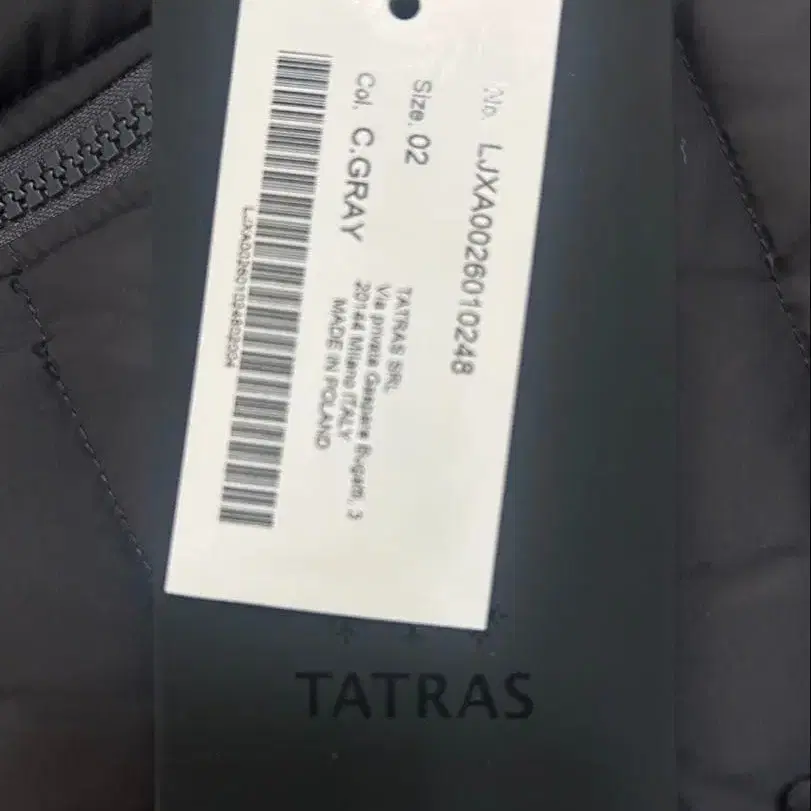 No. LJXA0026010248
Size. 02
Col. C.GRAY
TATRAS SRL
Via privata Gaspare Bugatti, 3
20144 Milano ITALY
MADE IN POLAND
TATRAS